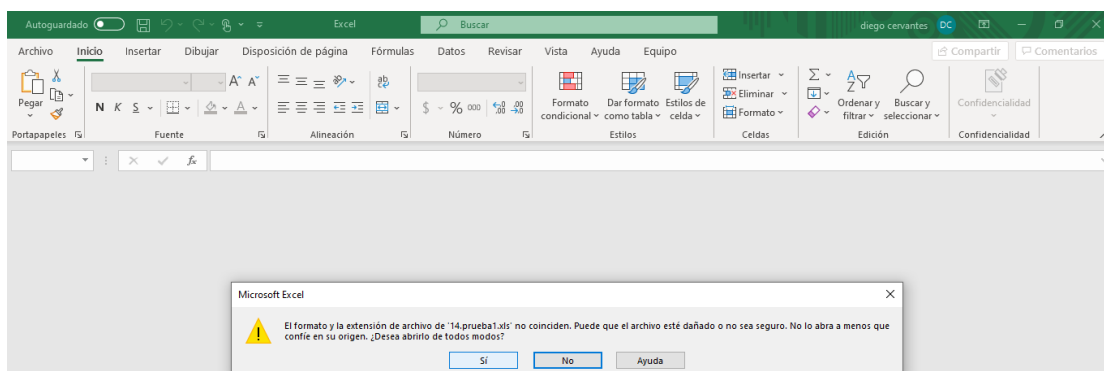 Autoguardado Excel Buscar diego cervantes DC
Archivo Inicio Insertar Dibujar Disposición de página Fórmulas Datos Revisar Vista Ayuda Equipo Compartir Comentarios
Pegar
N K S
A^ A˅
A
ab
$ % 000
,00 ,00
Formato condicional
Dar formato como tabla
Estilos de celda
Insertar
Eliminar
Formato
Ordenar y filtrar
Buscar y seleccionar
Confidencialidad
Portapapeles Fuente Alineación Número Estilos Celdas Edición Confidencialidad
fx
Microsoft Excel
El formato y la extensión de archivo de '14.prueba1.xls' no coinciden. Puede que el archivo esté dañado o no sea seguro. No lo abra a menos que
confíe en su origen. ¿Desea abrirlo de todos modos?
Sí No Ayuda